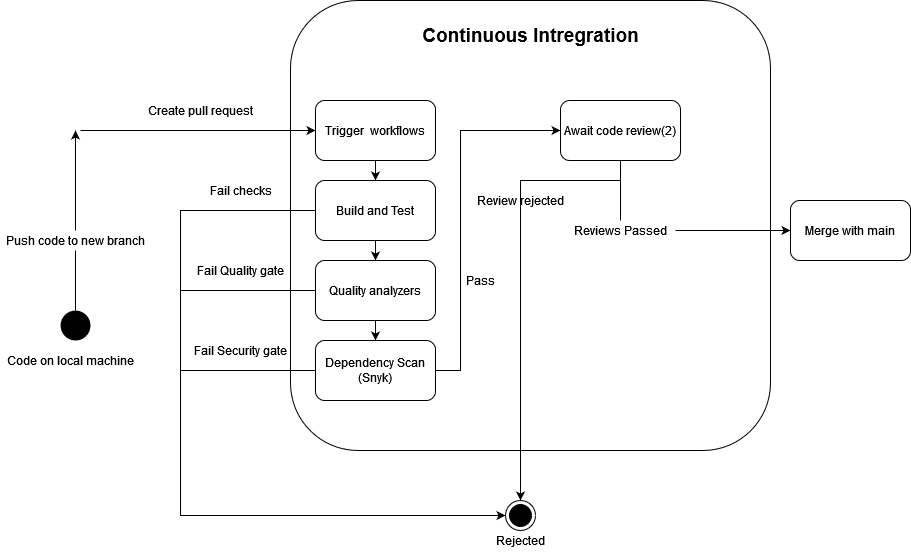 Continuous Intregration
Create pull request
Trigger workflows
Await code review(2)
Fail checks
Build and Test
Review rejected
Push code to new branch
Reviews Passed
Merge with main
Fail Quality gate
Quality analyzers
Pass
Fail Security gate
Code on local machine
Dependency Scan
(Snyk)
Rejected